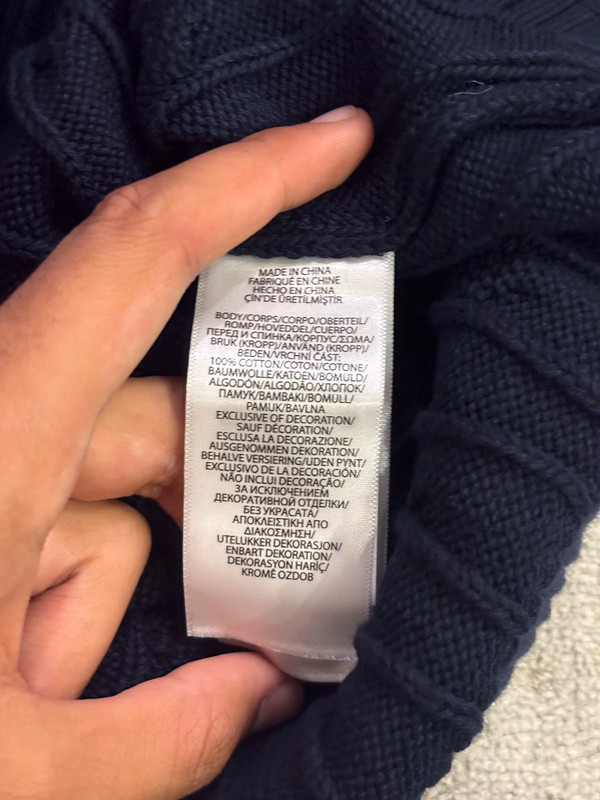 MADE IN CHINA
FABRIQUÉ EN CHINE
HECHO EN CHINA
ÇİN'DE ÜRETİLMİŞTİR
BODY/CORPS/CORPO/OBERTEIL/
ROMP/HOVEDDEL/CUERPO/
ПЕРЕД И СПИНКА/КОРПУС/ΣΩΜΑ/
BRUK (KROPP)/ANVÄND (KROPP)/
BEDEN/VRCHNÍ ČÁST:
100% COTTON/COTON/COTONE/
BAUMWOLLE/KATOEN/BOMULD/
ALGODÓN/ALGODÃO/ХЛОПОК/
ПАМУК/ΒΑΜΒΑΚΙ/BOMULL/
PAMUK/BAVLNA
EXCLUSIVE OF DECORATION/
SAUF DÉCORATION/
ESCLUSA LA DECORAZIONE/
AUSGENOMMEN DEKORATION/
BEHALVE VERSIERING/UDEN PYNT/
EXCLUSIVO DE LA DECORACIÓN/
NÃO INCLUI DECORAÇÃO/
ЗА ИСКЛЮЧЕНИЕМ
ДЕКОРАТИВНОЙ ОТДЕЛКИ/
БЕЗ УКРАСАТА/
ΑΠΟΚΛΕΙΣΤΙΚΗ ΑΠΟ
ΔΙΑΚΟΣΜΗΣΗ/
UTELUKKER DEKORASJON/
ENBART DEKORATION/
DEKORASYON HARİÇ/
KROMĚ OZDOB